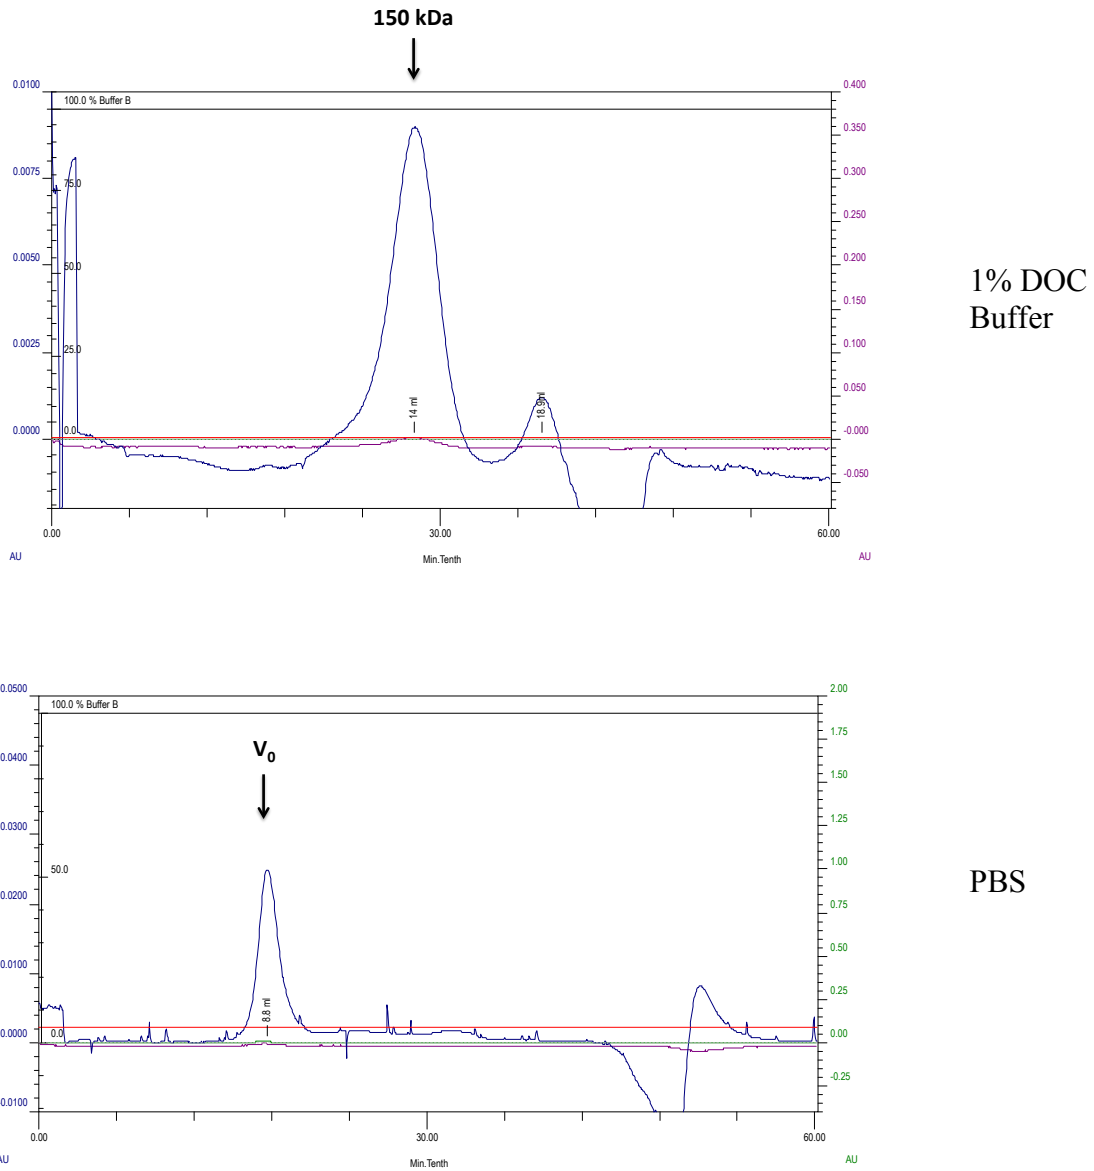 150 kDa
0.0100
0.400
100.0 % Buffer B
0.350
0.0075
0.300
75.0
0.250
0.0050
0.200
50.0
0.150
0.0025
0.100
25.0
0.050
14 ml
18.9ml
0.0000
0.0
-0.000
-0.050
0.00
30.00
60.00
AU
Min.Tenth
AU
1% DOC
Buffer
0.0500
2.00
100.0 % Buffer B
1.75
V0
0.0400
1.50
1.25
0.0300
1.00
50.0
0.0200
0.75
0.50
0.0100
0.25
8.8 ml
0.0000
0.0
0.00
-0.25
0.0100
0.00
30.00
60.00
AU
Min.Tenth
AU
PBS